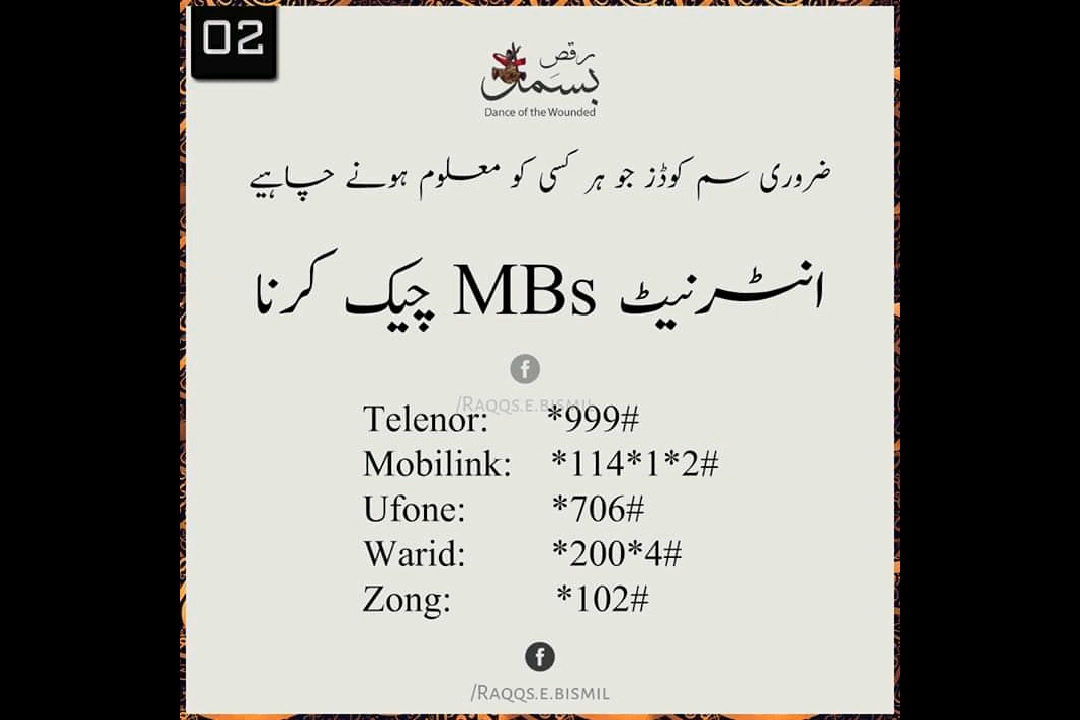 02
رقص
بسمل
Dance of the Wounded
ضروری سم کوڈز جو ہر کسی کو معلوم ہونے چاہیے
انٹرنیٹ MBs چیک کرنا
/RAQQS.E.BISMIL
Telenor: *999#
Mobilink: *114*1*2#
Ufone: *706#
Warid: *200*4#
Zong: *102#
/RAQQS.E.BISMIL